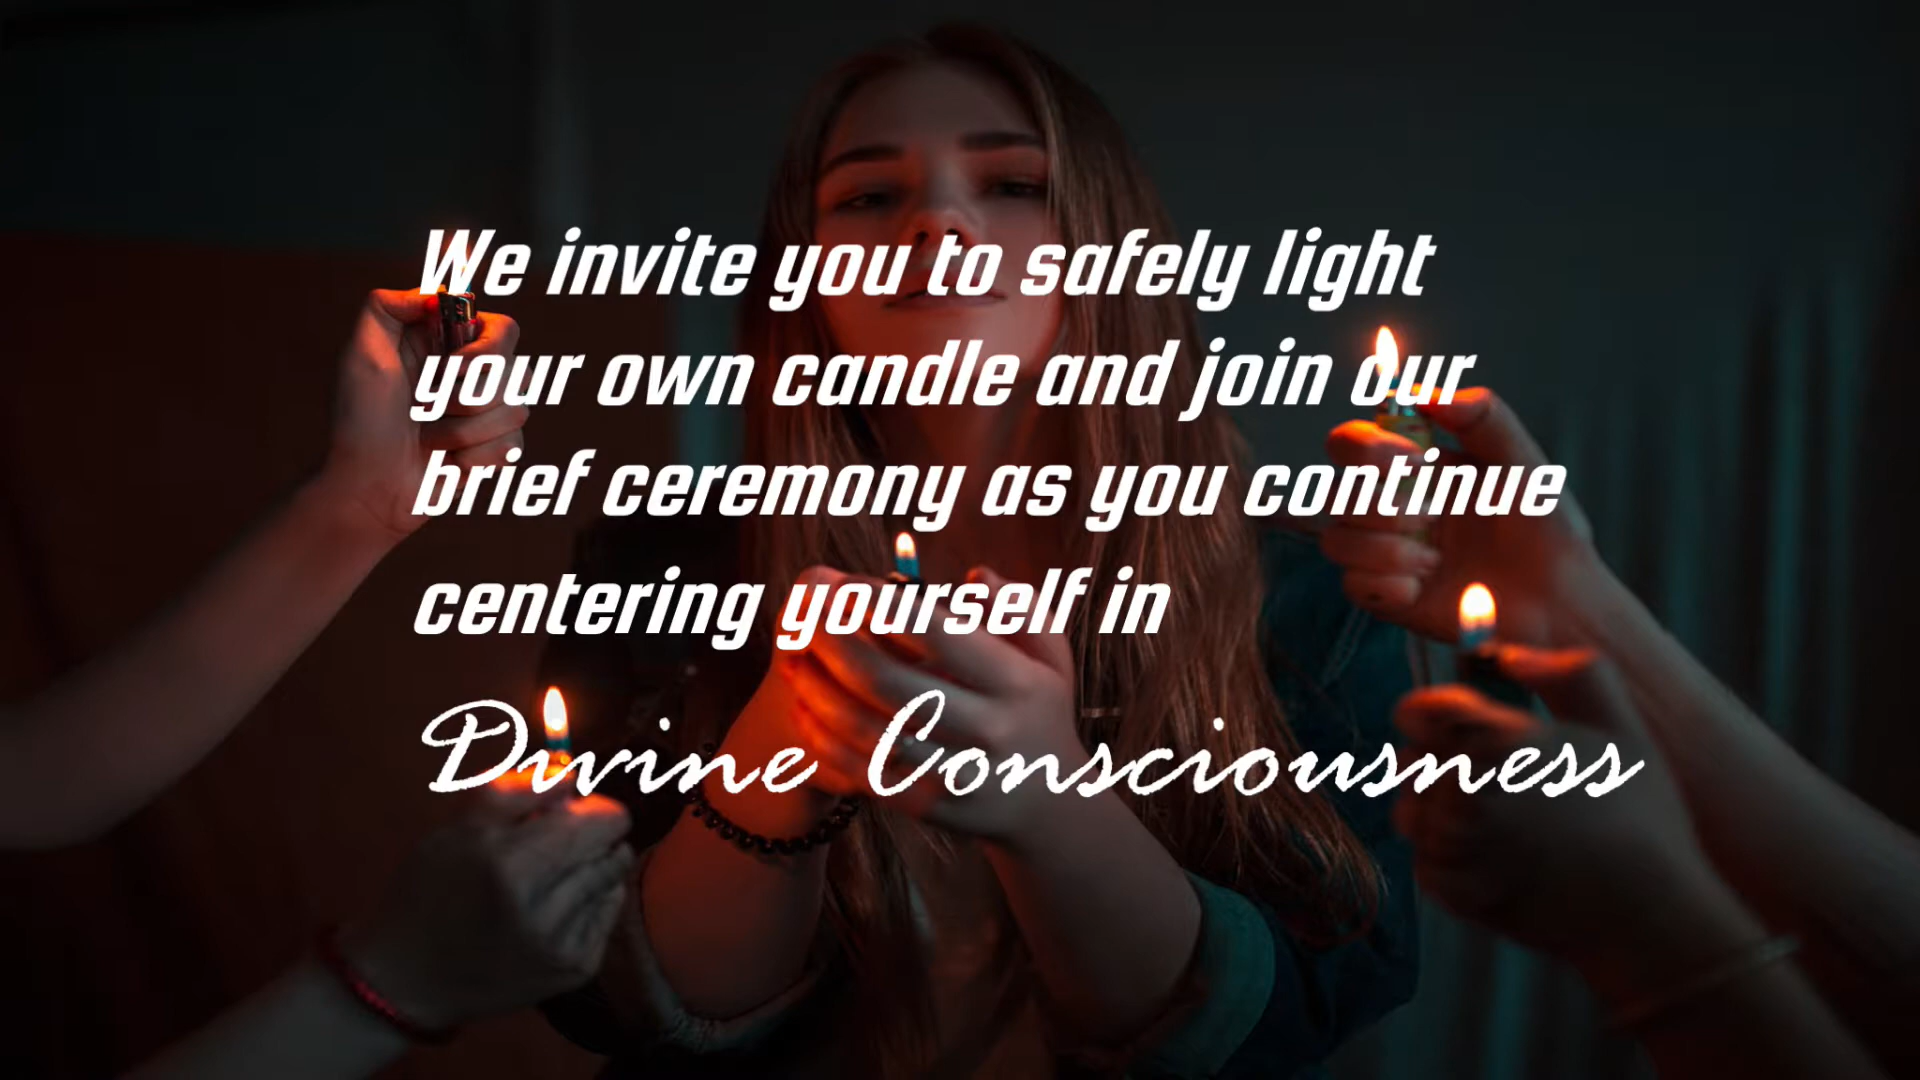 We invite you to safely light
your own candle and join our
brief ceremony as you continue
centering yourself in
Divine Consciousness